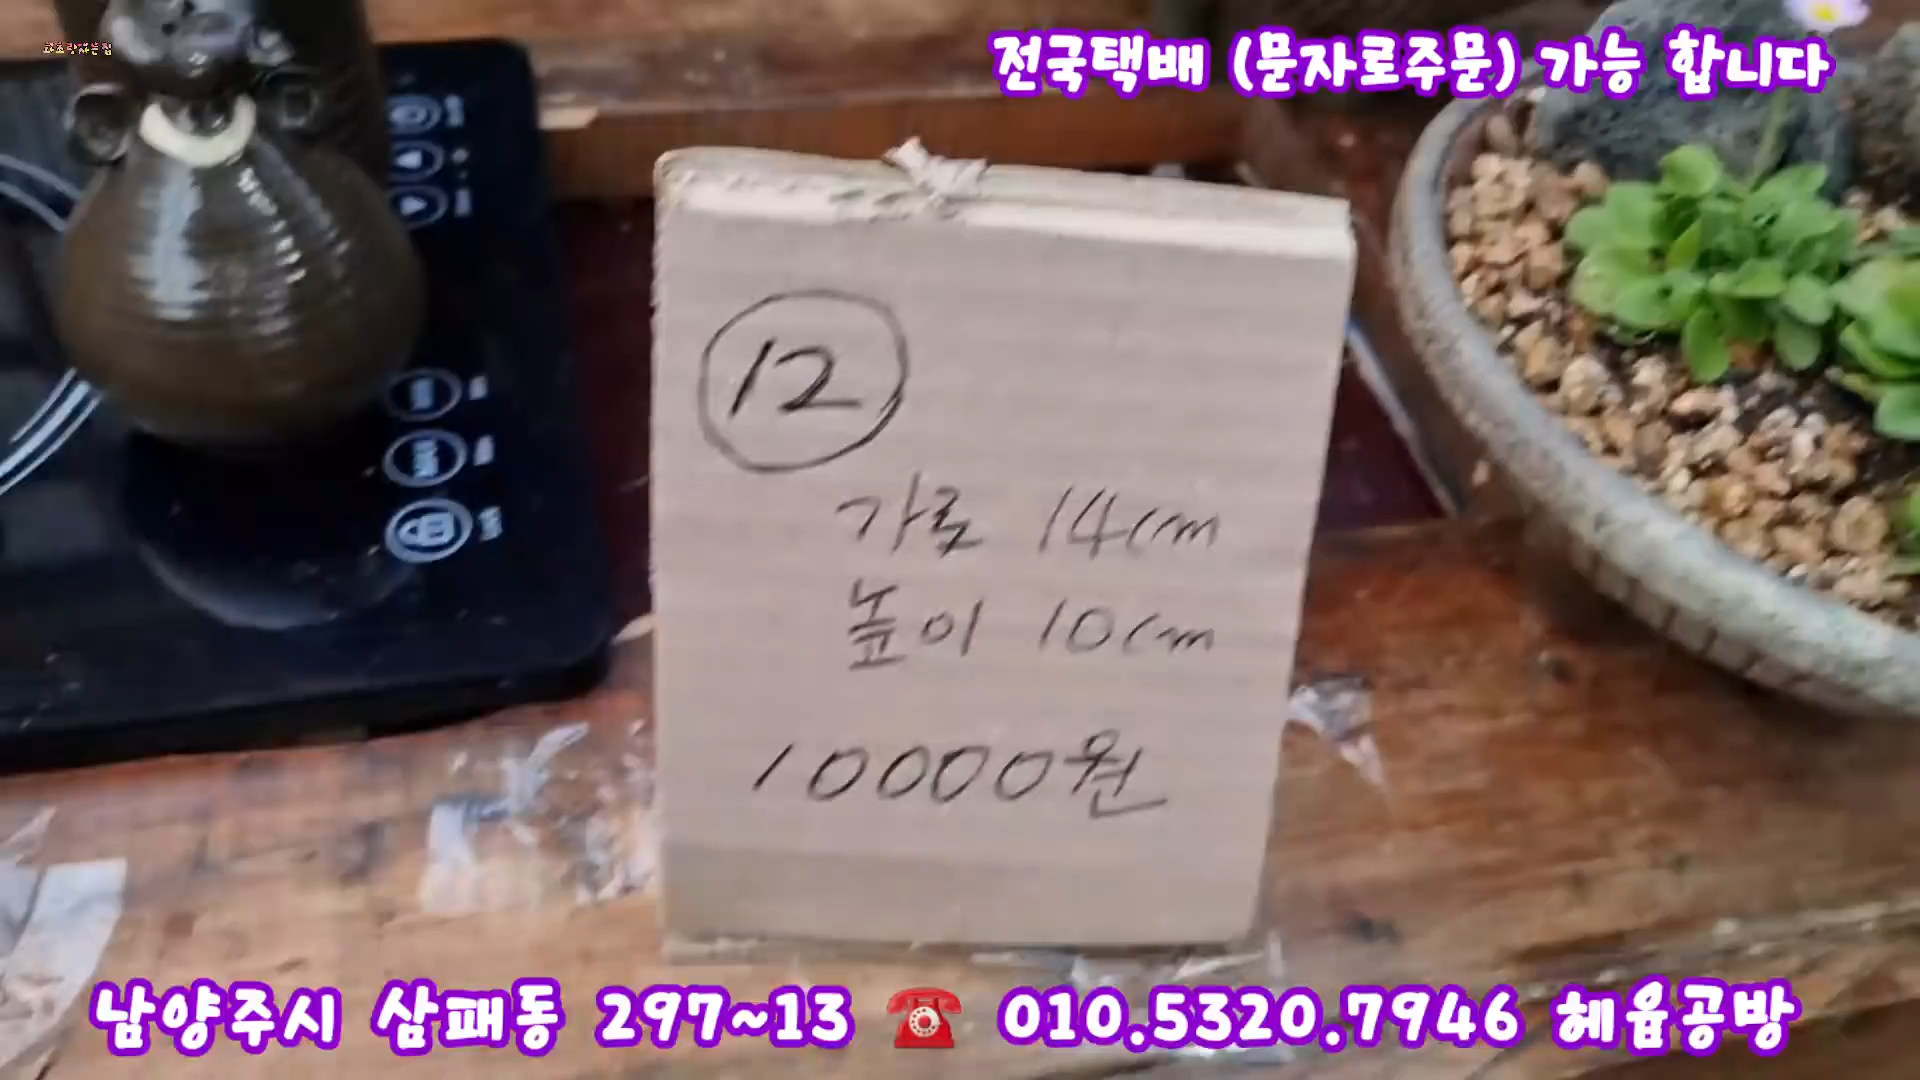 전국택배 (문자로주문) 가능 합니다
12
가로 14cm
높이 10cm
10000원
남양주시 삼패동 297~13 ☎ 010.5320.7946 혜윰공방